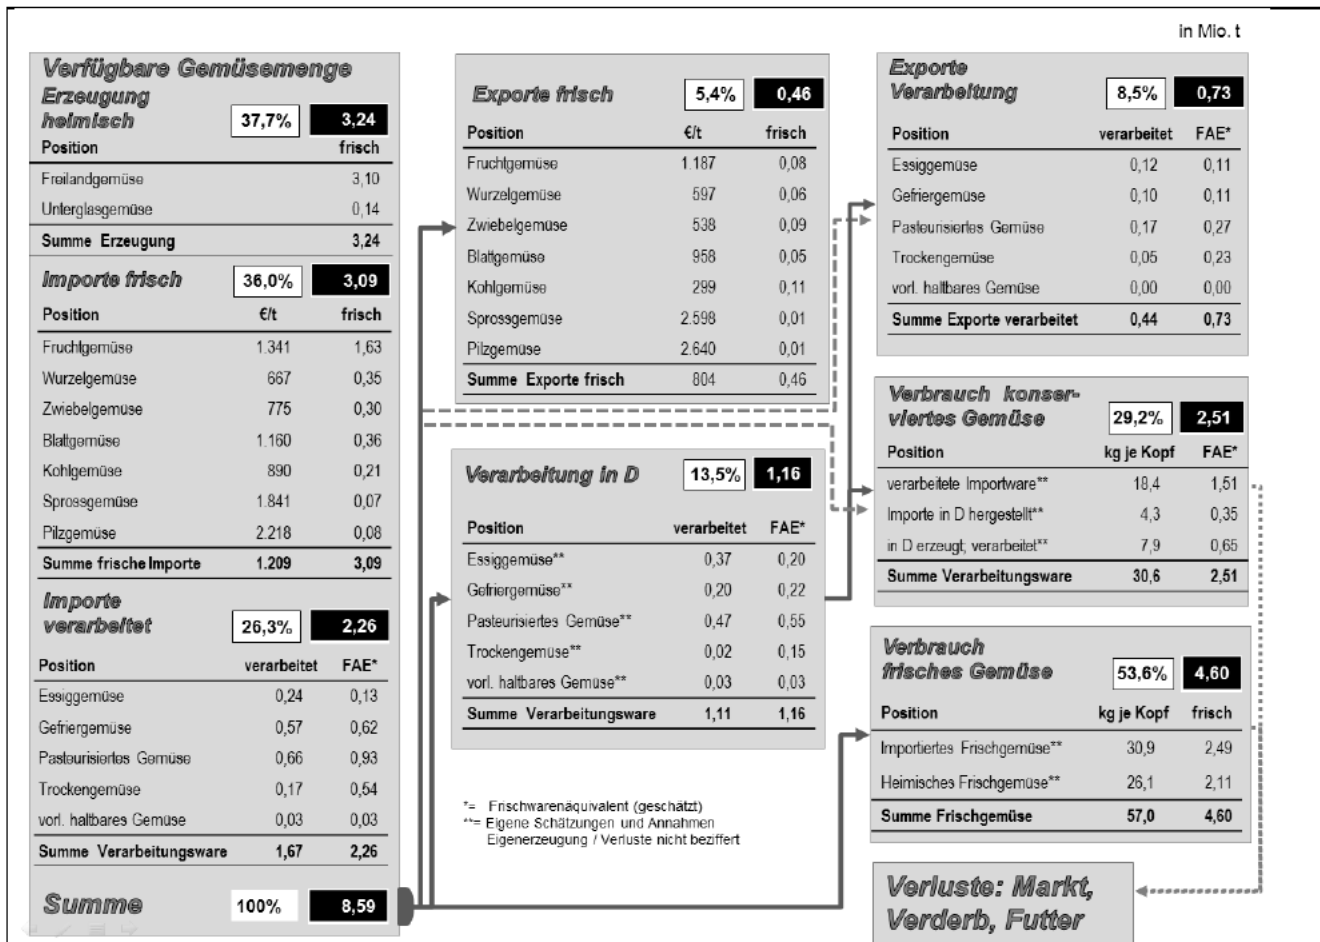 in Mio. t
Verfügbare Gemüsemenge
Erzeugung
heimisch 37,7% 3,24
Position frisch
Freilandgemüse 3,10
Unterglasgemüse 0,14
Summe Erzeugung 3,24
Importe frisch 36,0% 3,09
Position €/t frisch
Fruchtgemüse 1.341 1,63
Wurzelgemüse 667 0,35
Zwiebelgemüse 775 0,30
Blattgemüse 1.160 0,36
Kohlgemüse 890 0,21
Sprossgemüse 1.841 0,07
Pilzgemüse 2.218 0,08
Summe frische Importe 1.209 3,09
Importe
verarbeitet 26,3% 2,26
Position verarbeitet FAE*
Essiggemüse 0,24 0,13
Gefriergemüse 0,57 0,62
Pasteurisiertes Gemüse 0,66 0,93
Trockengemüse 0,17 0,54
vorl. haltbares Gemüse 0,03 0,03
Summe Verarbeitungsware 1,67 2,26
Summe 100% 8,59
Exporte frisch 5,4% 0,46
Position €/t frisch
Fruchtgemüse 1.187 0,08
Wurzelgemüse 597 0,06
Zwiebelgemüse 538 0,09
Blattgemüse 958 0,05
Kohlgemüse 299 0,11
Sprossgemüse 2.598 0,01
Pilzgemüse 2.640 0,01
Summe Exporte frisch 804 0,46
Verarbeitung in D 13,5% 1,16
Position verarbeitet FAE*
Essiggemüse** 0,37 0,20
Gefriergemüse** 0,20 0,22
Pasteurisiertes Gemüse** 0,47 0,55
Trockengemüse** 0,02 0,15
vorl. haltbares Gemüse** 0,03 0,03
Summe Verarbeitungsware 1,11 1,16
*= Frischwarenäquivalent (geschätzt)
**= Eigene Schätzungen und Annahmen
Eigenerzeugung / Verluste nicht beziffert
Exporte
Verarbeitung 8,5% 0,73
Position verarbeitet FAE*
Essiggemüse 0,12 0,11
Gefriergemüse 0,10 0,11
Pasteurisiertes Gemüse 0,17 0,27
Trockengemüse 0,05 0,23
vorl. haltbares Gemüse 0,00 0,00
Summe Exporte verarbeitet 0,44 0,73
Verbrauch konser-
viertes Gemüse 29,2% 2,51
Position kg je Kopf FAE*
verarbeitete Importware** 18,4 1,51
Importe in D hergestellt** 4,3 0,35
in D erzeugt; verarbeitet** 7,9 0,65
Summe Verarbeitungsware 30,6 2,51
Verbrauch
frisches Gemüse 53,6% 4,60
Position kg je Kopf frisch
Importiertes Frischgemüse** 30,9 2,49
Heimisches Frischgemüse** 26,1 2,11
Summe Frischgemüse 57,0 4,60
Verluste: Markt,
Verderb, Futter